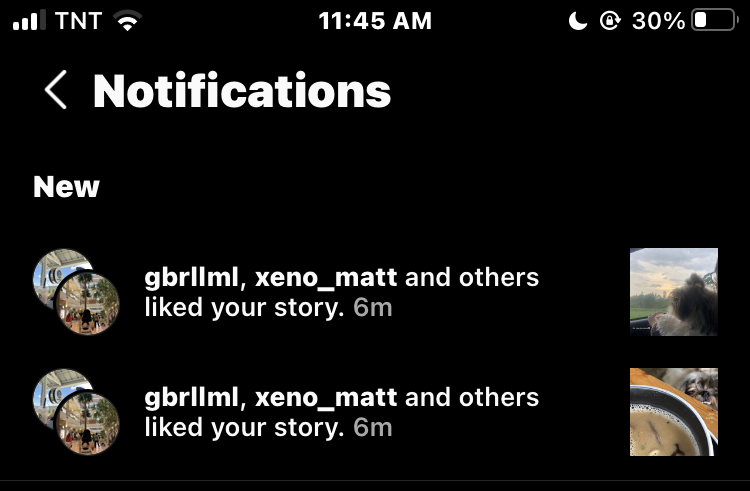 TNT 11:45 AM 30%
Notifications
New
gbrllml, xeno_matt and others
liked your story. 6m
gbrllml, xeno_matt and others
liked your story. 6m